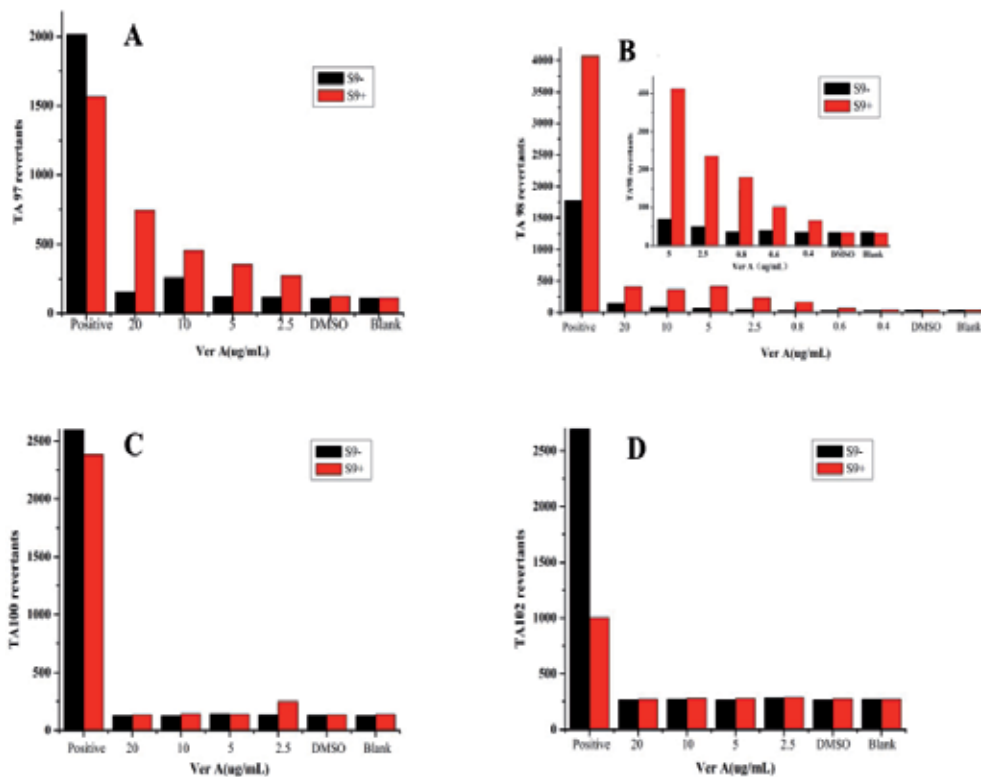 A
2000
1500
1000
500
0
TA 97 revertants
S9-
S9+
Positive 20 10 5 2.5 DMSO Blank
Ver A(ug/mL)
B
4000
3500
3000
2500
2000
1500
1000
500
0
TA 98 revertants
S9-
S9+
400
200
0
TA98 revertants
5 2.5 0.8 0.6 0.4 DMSO Blank
Ver A (ug/mL)
Positive 20 10 5 2.5 0.8 0.6 0.4 DMSO Blank
Ver A(ug/mL)
C
2500
2000
1500
1000
500
0
TA100 revertants
S9-
S9+
Positive 20 10 5 2.5 DMSO Blank
Ver A(ug/mL)
D
2500
2000
1500
1000
500
0
TA102 revertants
S9-
S9+
Positive 20 10 5 2.5 DMSO Blank
Ver A(ug/mL)